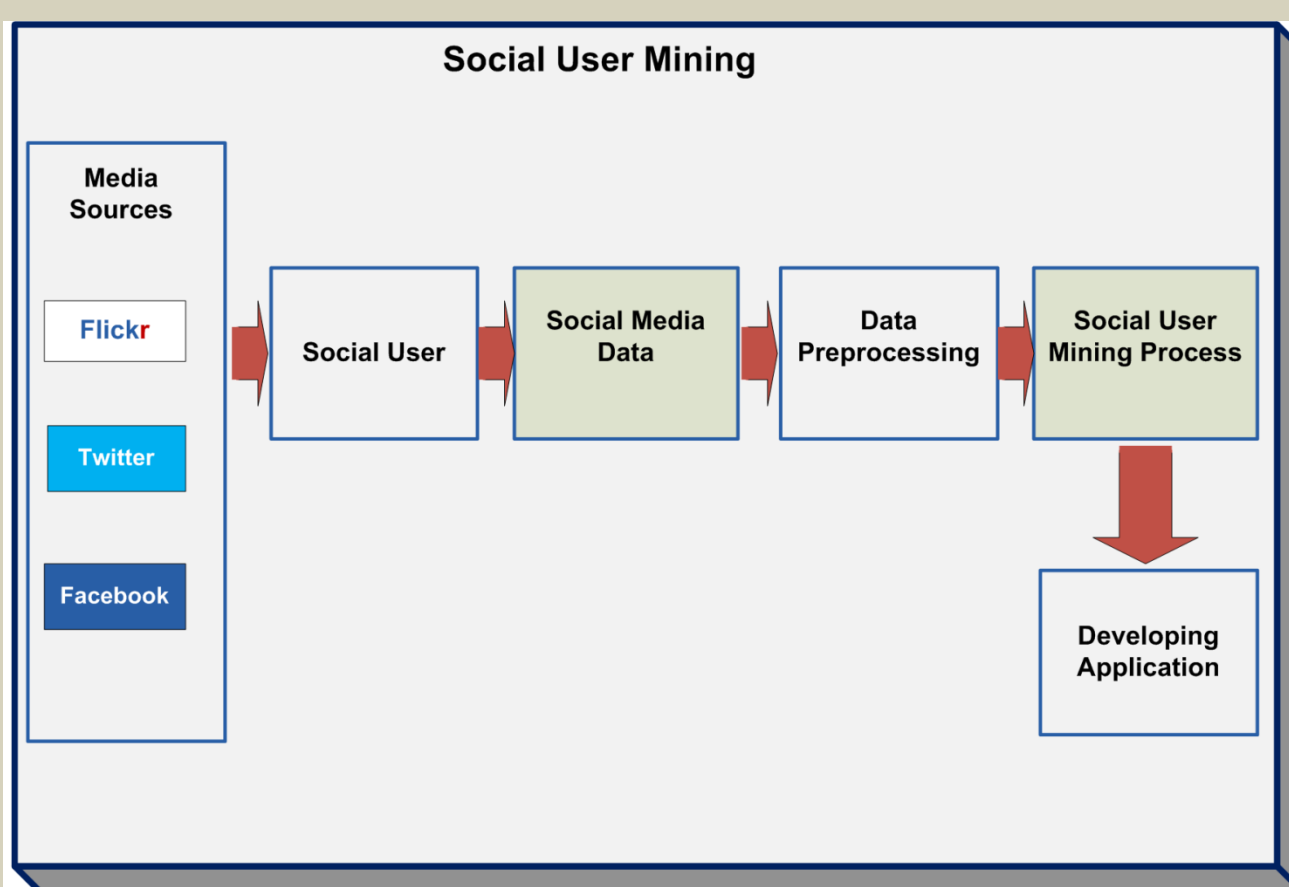 Social User Mining
Media
Sources
Flickr
Twitter
Facebook
Social User
Social Media
Data
Data
Preprocessing
Social User
Mining Process
Developing
Application